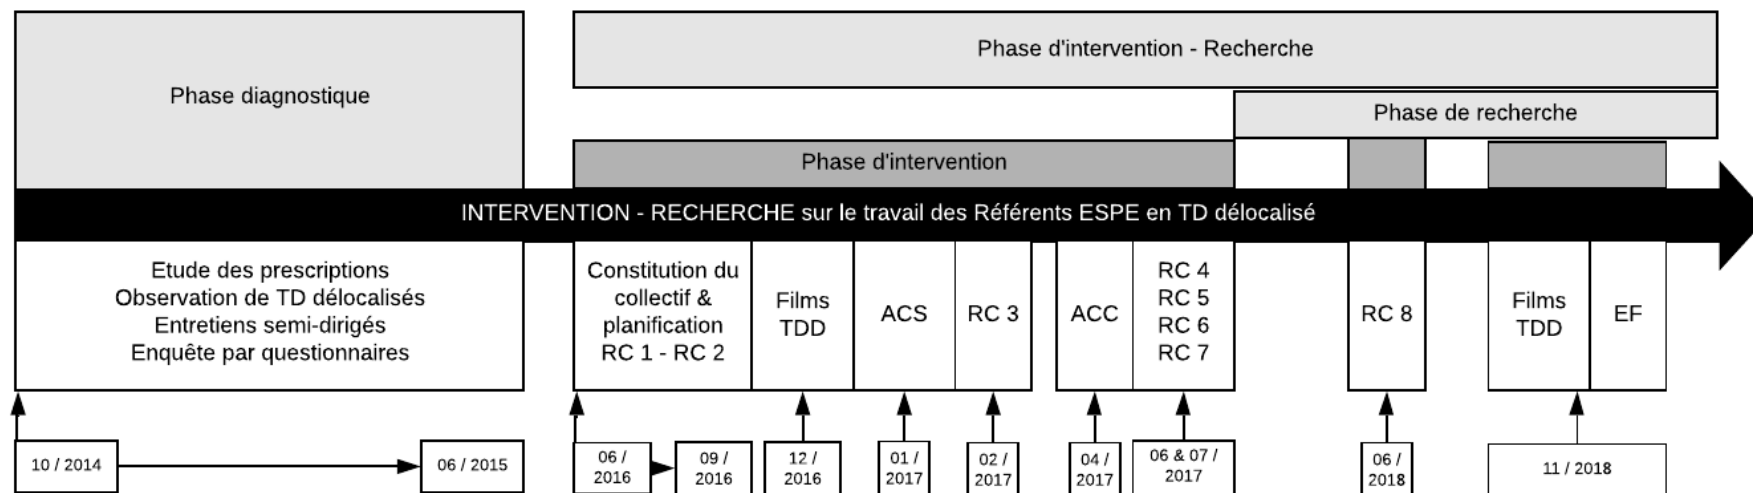 Phase diagnostique
Phase d'intervention - Recherche
Phase de recherche
Phase d'intervention
INTERVENTION - RECHERCHE sur le travail des Référents ESPE en TD délocalisé
Etude des prescriptions
Observation de TD délocalisés
Entretiens semi-dirigés
Enquête par questionnaires
Constitution du
collectif &
planification
RC 1 - RC 2
Films
TDD
ACS
RC 3
ACC
RC 4
RC 5
RC 6
RC 7
RC 8
Films
TDD
EF
10 / 2014
06 / 2015
06 /
2016
09 /
2016
12 /
2016
01 /
2017
02 /
2017
04 /
2017
06 & 07 /
2017
06 /
2018
11 / 2018